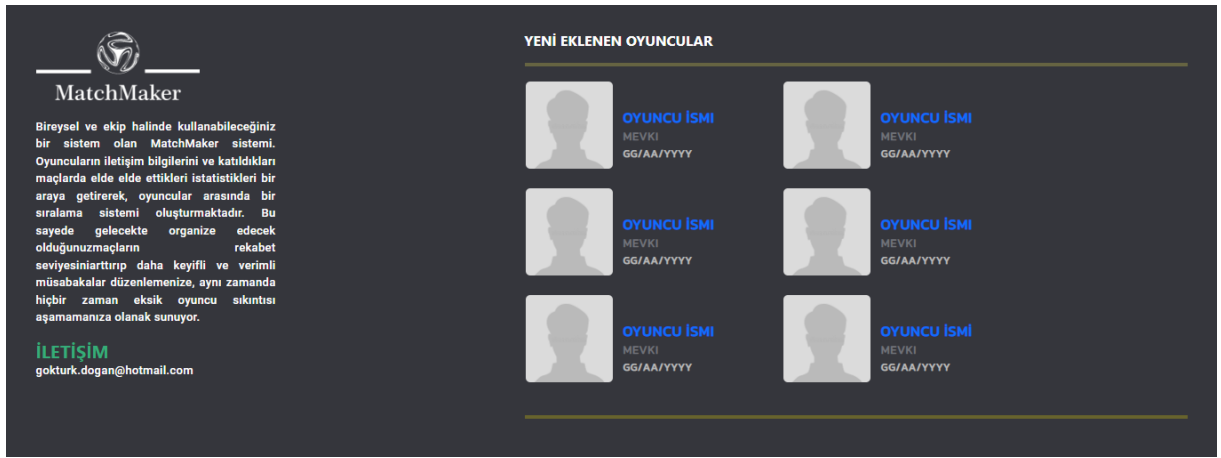 MatchMaker
Bireysel ve ekip halinde kullanabileceğiniz
bir sistem olan MatchMaker sistemi.
Oyuncuların iletişim bilgilerini ve katıldıkları
maçlarda elde elde ettikleri istatistikleri bir
araya getirerek, oyuncular arasında bir
sıralama sistemi oluşturmaktadır. Bu
sayede gelecekte organize edecek
olduğunuzmaçların rekabet
seviyesiniarttırıp daha keyifli ve verimli
müsabakalar düzenlemenize, aynı zamanda
hiçbir zaman eksik oyuncu sıkıntısı
aşamamanıza olanak sunuyor.
İLETİŞİM
gokturk.dogan@hotmail.com
YENİ EKLENEN OYUNCULAR
OYUNCU İSMI
MEVKI
GG/AA/YYYY
OYUNCU İSMI
MEVKI
GG/AA/YYYY
OYUNCU İSMI
MEVKI
GG/AA/YYYY
OYUNCU İSMI
MEVKI
GG/AA/YYYY
OYUNCU İSMI
MEVKI
GG/AA/YYYY
OYUNCU İSMİ
MEVKI
GG/AA/YYYY